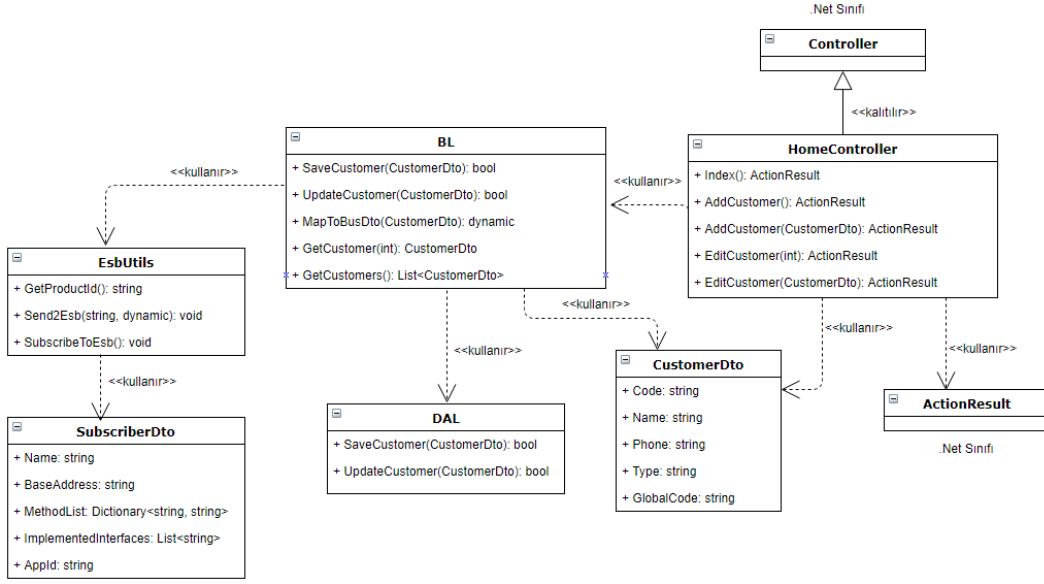 .Net Sınıfı
Controller
<<kalıtılır>>
BL
+ SaveCustomer(CustomerDto): bool
+ UpdateCustomer(CustomerDto): bool
+ MapToBusDto(CustomerDto): dynamic
+ GetCustomer(int): CustomerDto
+ GetCustomers(): List<CustomerDto>
HomeController
+ Index(): ActionResult
+ AddCustomer(): ActionResult
+ AddCustomer(CustomerDto): ActionResult
+ EditCustomer(int): ActionResult
+ EditCustomer(CustomerDto): ActionResult
<<kullanır>>
<<kullanır>>
EsbUtils
+ GetProductId(): string
+ Send2Esb(string, dynamic): void
+ SubscribeToEsb(): void
<<kullanır>>
<<kullanır>>
<<kullanır>>
<<kullanır>>
<<kullanır>>
SubscriberDto
+ Name: string
+ BaseAddress: string
+ MethodList: Dictionary<string, string>
+ ImplementedInterfaces: List<string>
+ AppId: string
DAL
+ SaveCustomer(CustomerDto): bool
+ UpdateCustomer(CustomerDto): bool
CustomerDto
+ Code: string
+ Name: string
+ Phone: string
+ Type: string
+ GlobalCode: string
ActionResult
.Net Sınıfı